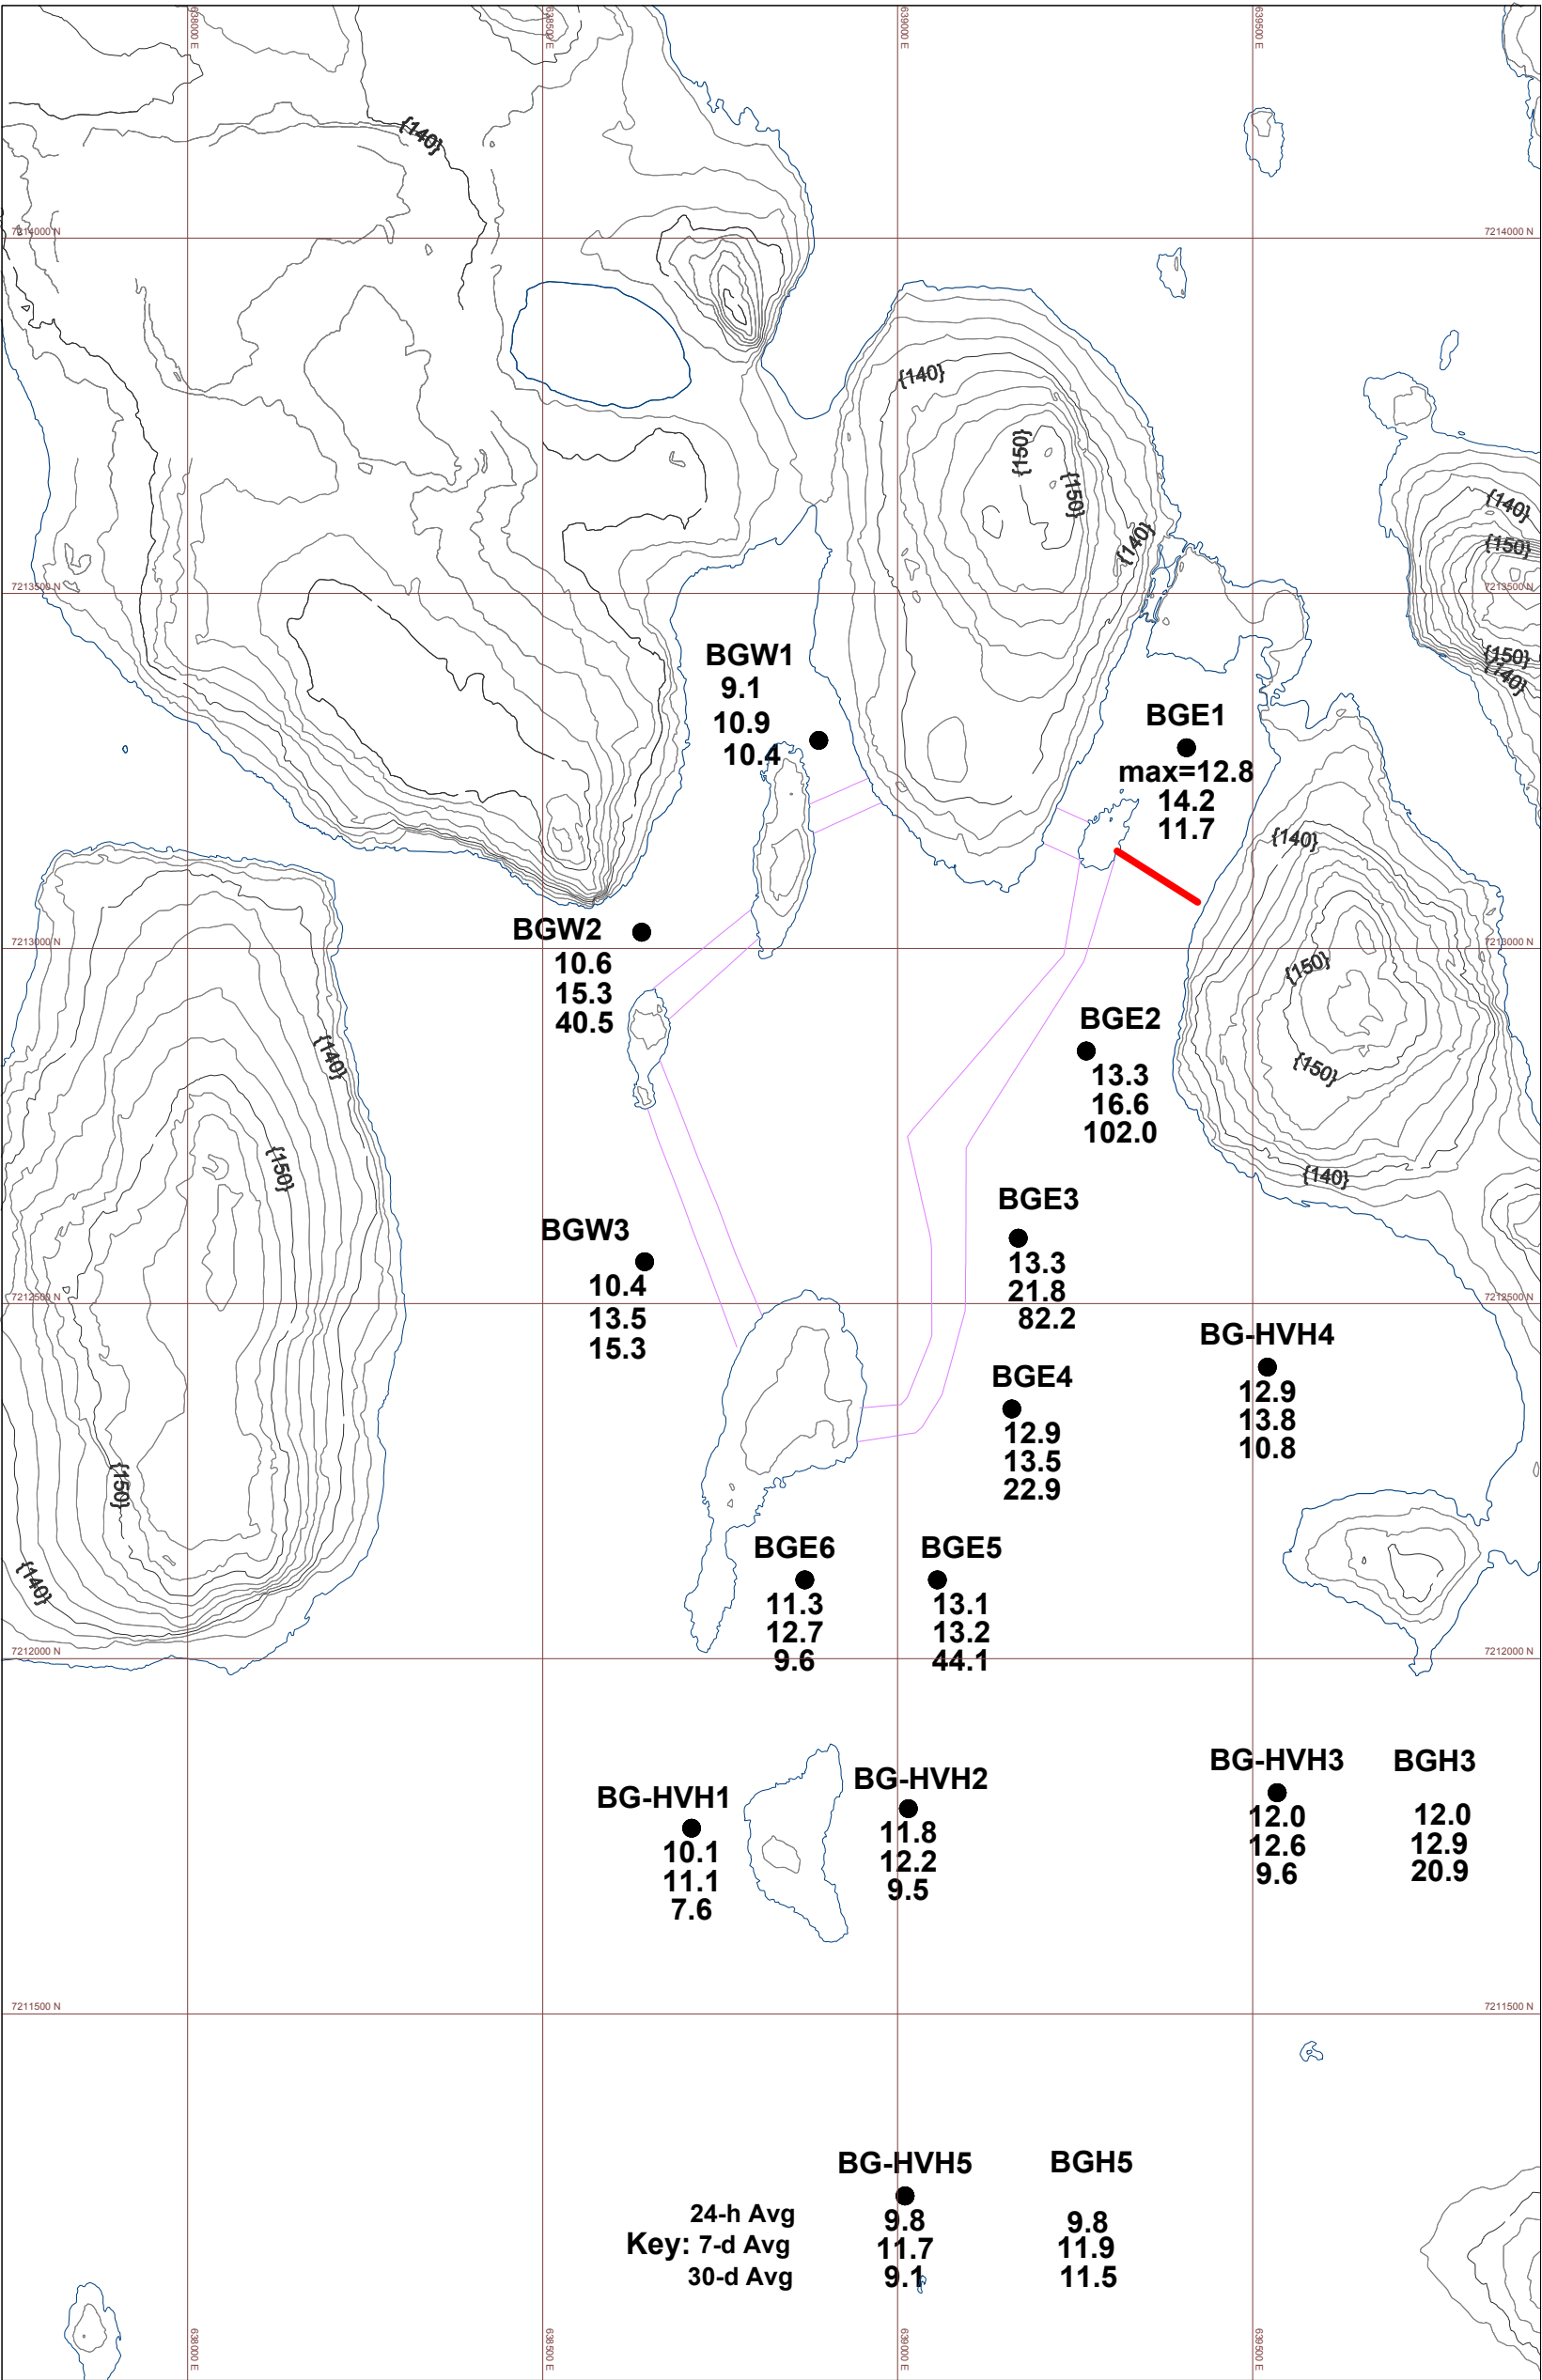 638000 E
638500 E
639000 E
639500 E
{140}
7214000 N
7214000 N
{140}
{150}
{150}
{140}
{140}
{150}
7213500 N
7213500 N
{150}
{140}
BGW1
9.1
10.9
10.4
BGE1
max=12.8
14.2
11.7
{140}
BGW2
10.6
15.3
40.5
7213000 N
7213000 N
{150}
{140}
BGE2
13.3
16.6
102.0
{150}
{150}
{140}
BGE3
13.3
21.8
82.2
BGW3
10.4
13.5
15.3
7212500 N
7212500 N
BG-HVH4
12.9
13.8
10.8
BGE4
12.9
13.5
22.9
{150}
{140}
BGE6
11.3
12.7
9.6
BGE5
13.1
13.2
44.1
7212000 N
7212000 N
BG-HVH1
10.1
11.1
7.6
BG-HVH2
11.8
12.2
9.5
BG-HVH3
12.0
12.6
9.6
BGH3
12.0
12.9
20.9
7211500 N
7211500 N
BG-HVH5
9.8
11.7
9.1
BGH5
9.8
11.9
11.5
24-h Avg
Key: 7-d Avg
30-d Avg
638000 E
638500 E
639000 E
639500 E